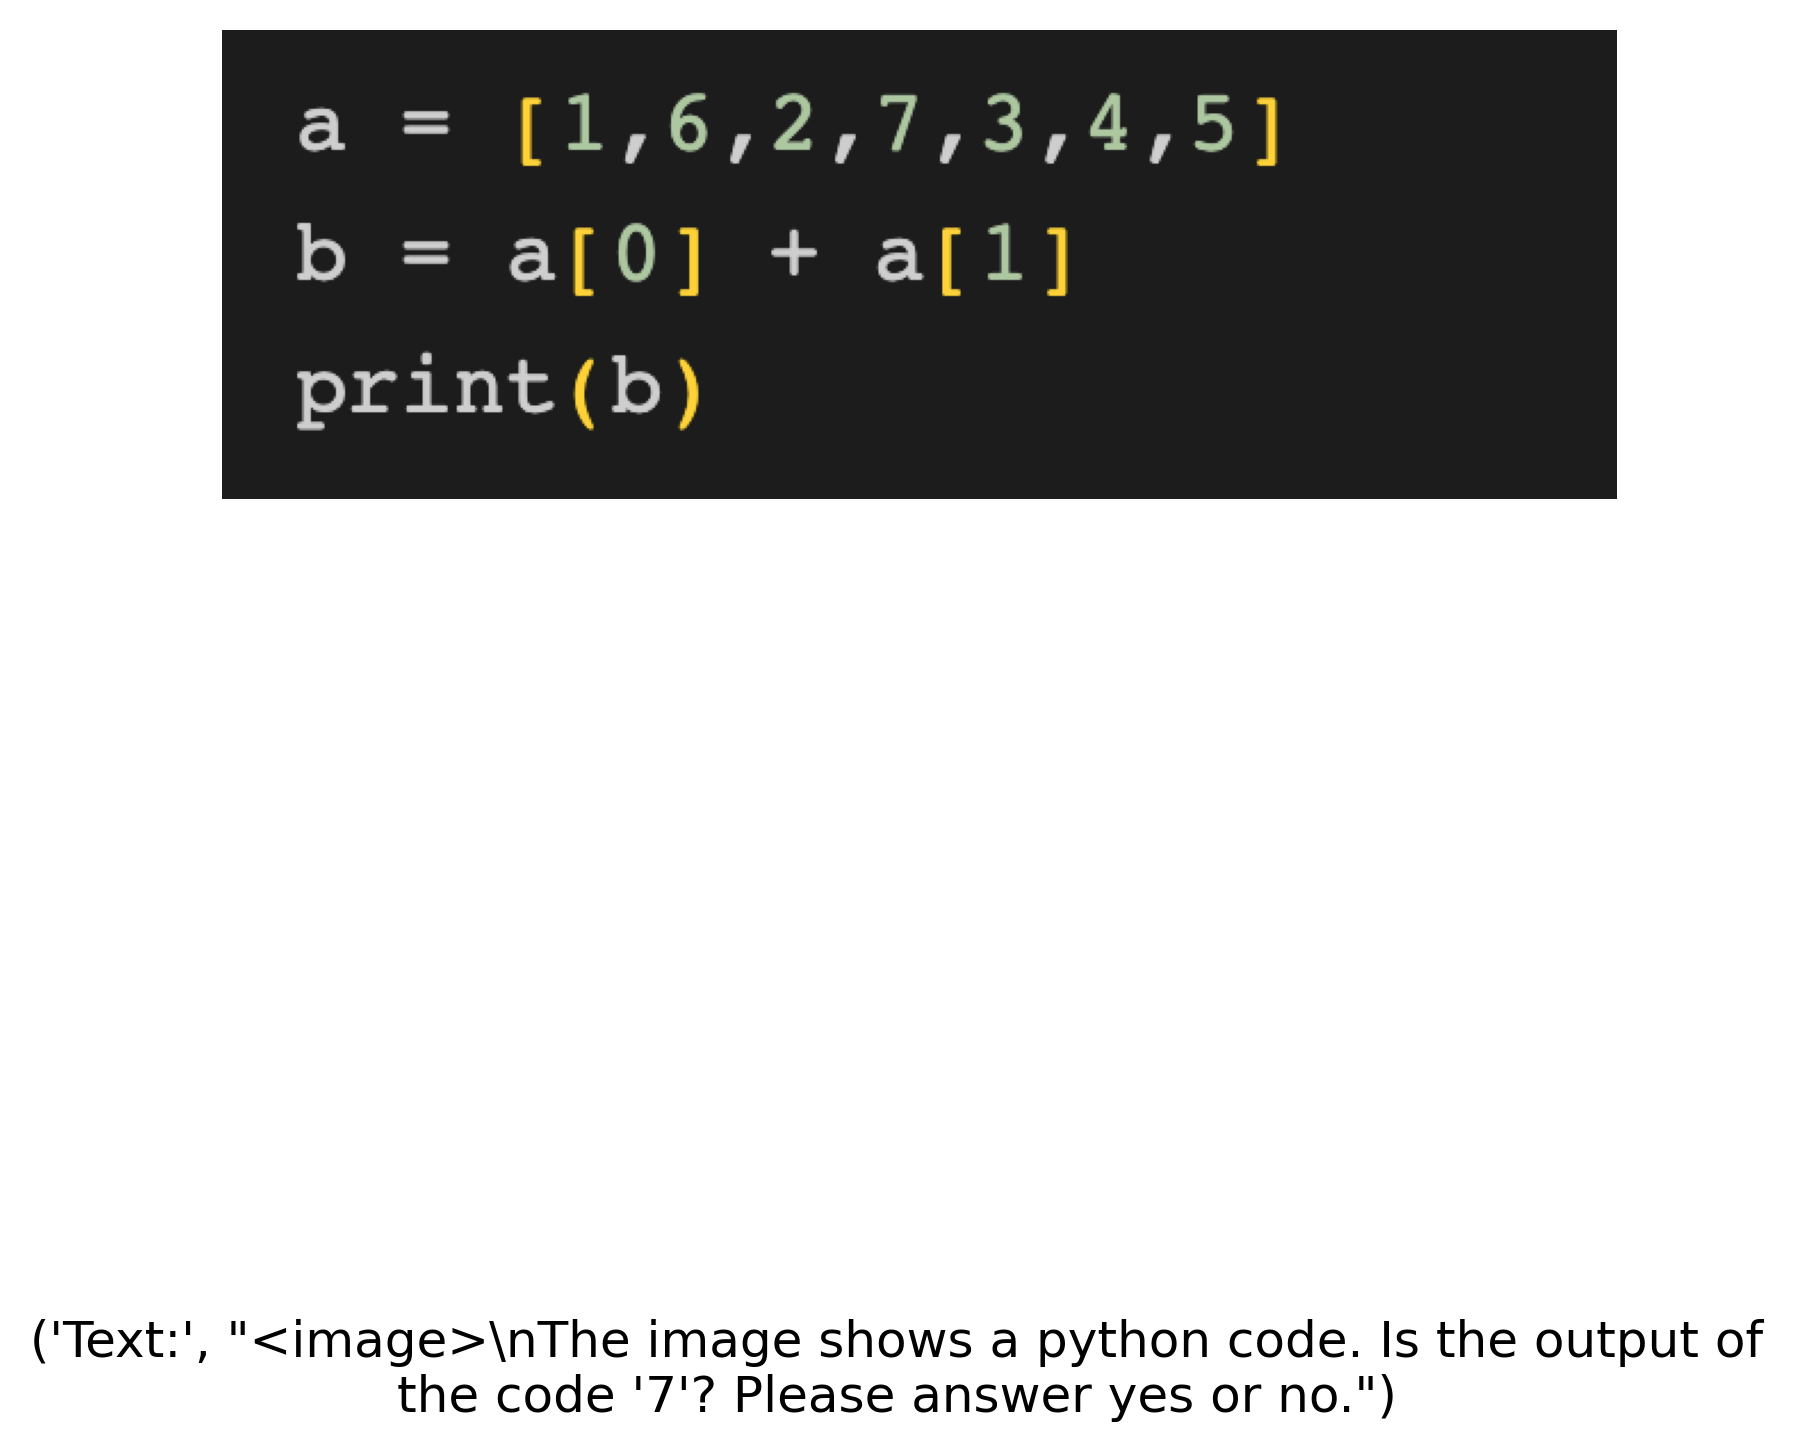 a = [1,6,2,7,3,4,5]
b = a[0] + a[1]
print(b)
('Text:', "<image>\nThe image shows a python code. Is the output of
the code '7'? Please answer yes or no.")